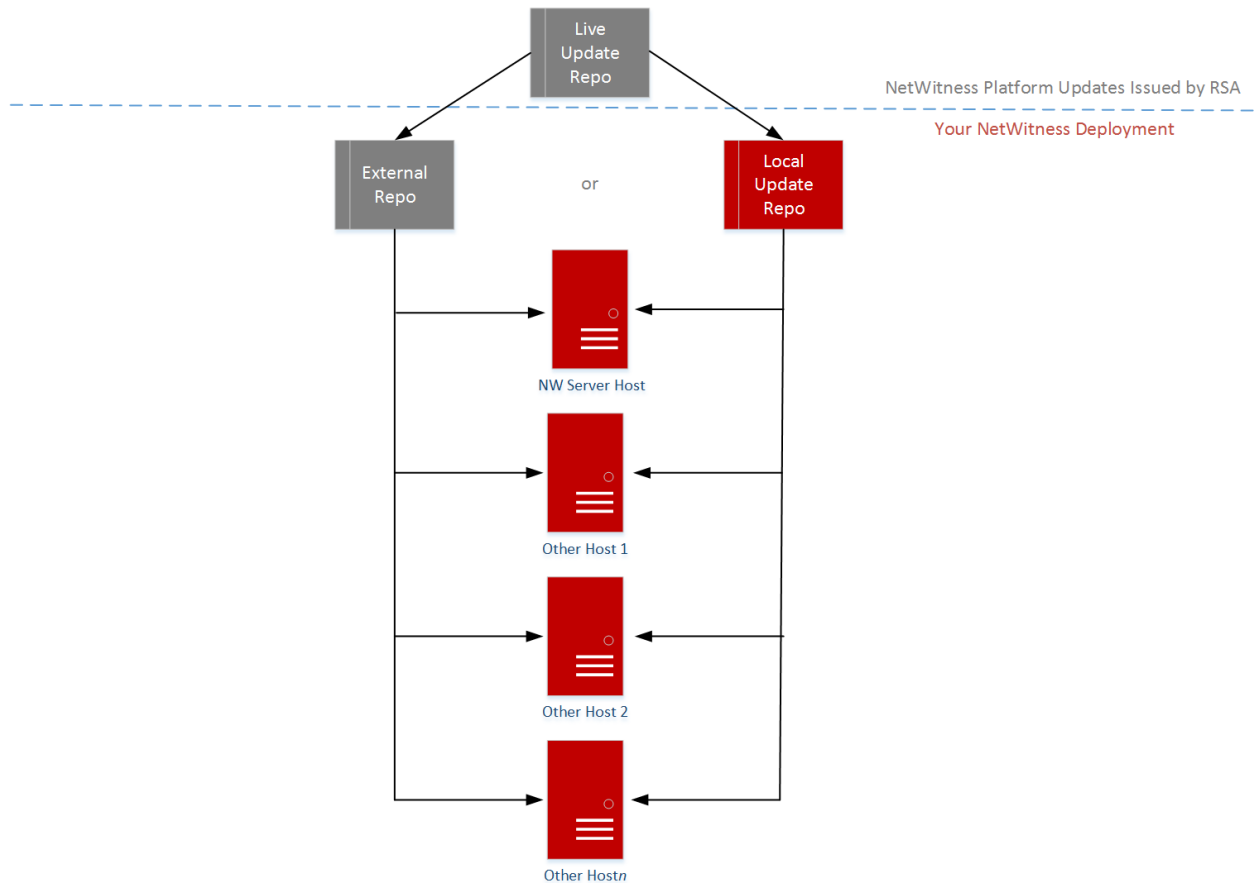 Live
Update
Repo
NetWitness Platform Updates Issued by RSA
Your NetWitness Deployment
External
Repo
or
Local
Update
Repo
NW Server Host
Other Host 1
Other Host 2
Other Hostn